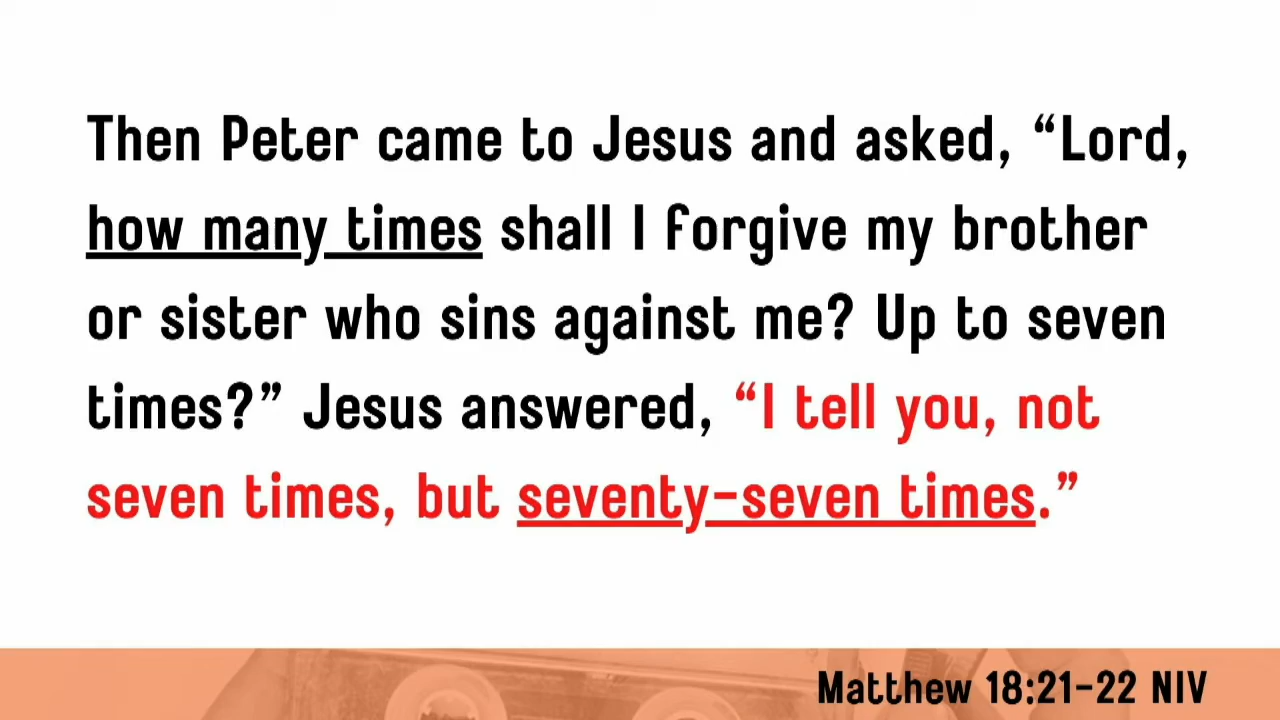 Then Peter came to Jesus and asked, “Lord,
how many times shall I forgive my brother
or sister who sins against me? Up to seven
times?” Jesus answered, “I tell you, not
seven times, but seventy-seven times.”
Matthew 18:21-22 NIV